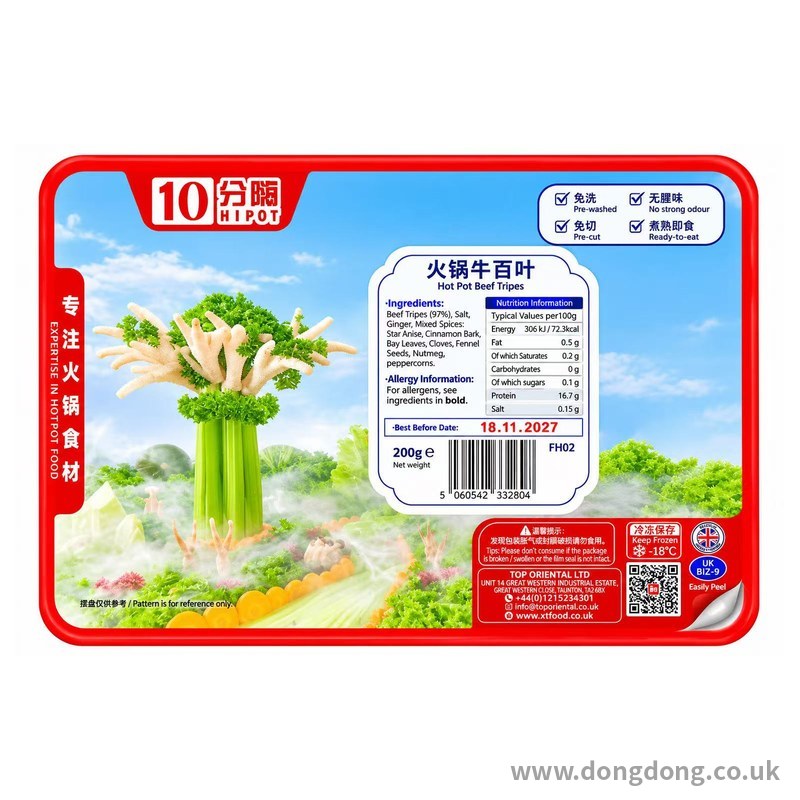 10分嗨
HIPOT
免洗
Pre-washed
无腥味
No strong odour
免切
Pre-cut
煮熟即食
Ready-to-eat
专注火锅食材
EXPERTISE IN HOTPOT FOOD
火锅牛百叶
Hot Pot Beef Tripes
·Ingredients:
Beef Tripes (97%), Salt,
Ginger, Mixed Spices:
Star Anise, Cinnamon Bark,
Bay Leaves, Cloves, Fennel
Seeds, Nutmeg,
peppercorns.
·Allergy Information:
For allergens, see
ingredients in bold.
Nutrition Information
Typical Values per100g
Energy 306 kJ / 72.3kcal
Fat 0.5 g
Of which Saturates 0.2 g
Carbohydrates 0 g
Of which sugars 0.1 g
Protein 16.7 g
Salt 0.15 g
·Best Before Date: 18.11.2027
200g e
Net weight
FH02
5 060542 332804
温馨提示:
发现包装胀气或封膜破损请勿食用。
Tips: Please don't consume if the package
is broken / swollen or the film seal is not intact.
冷冻保存
Keep Frozen
-18°C
TOP ORIENTAL LTD
UNIT 14 GREAT WESTERN INDUSTRIAL ESTATE,
GREAT WESTERN CLOSE, TAUNTON, TA2 6BX
+44(0)1215234301
info@toporiental.co.uk
www.xtfood.co.uk
UK
BIZ-9
Easily Peel
摆盘仅供参考 / Pattern is for reference only.
www.dongdong.co.uk